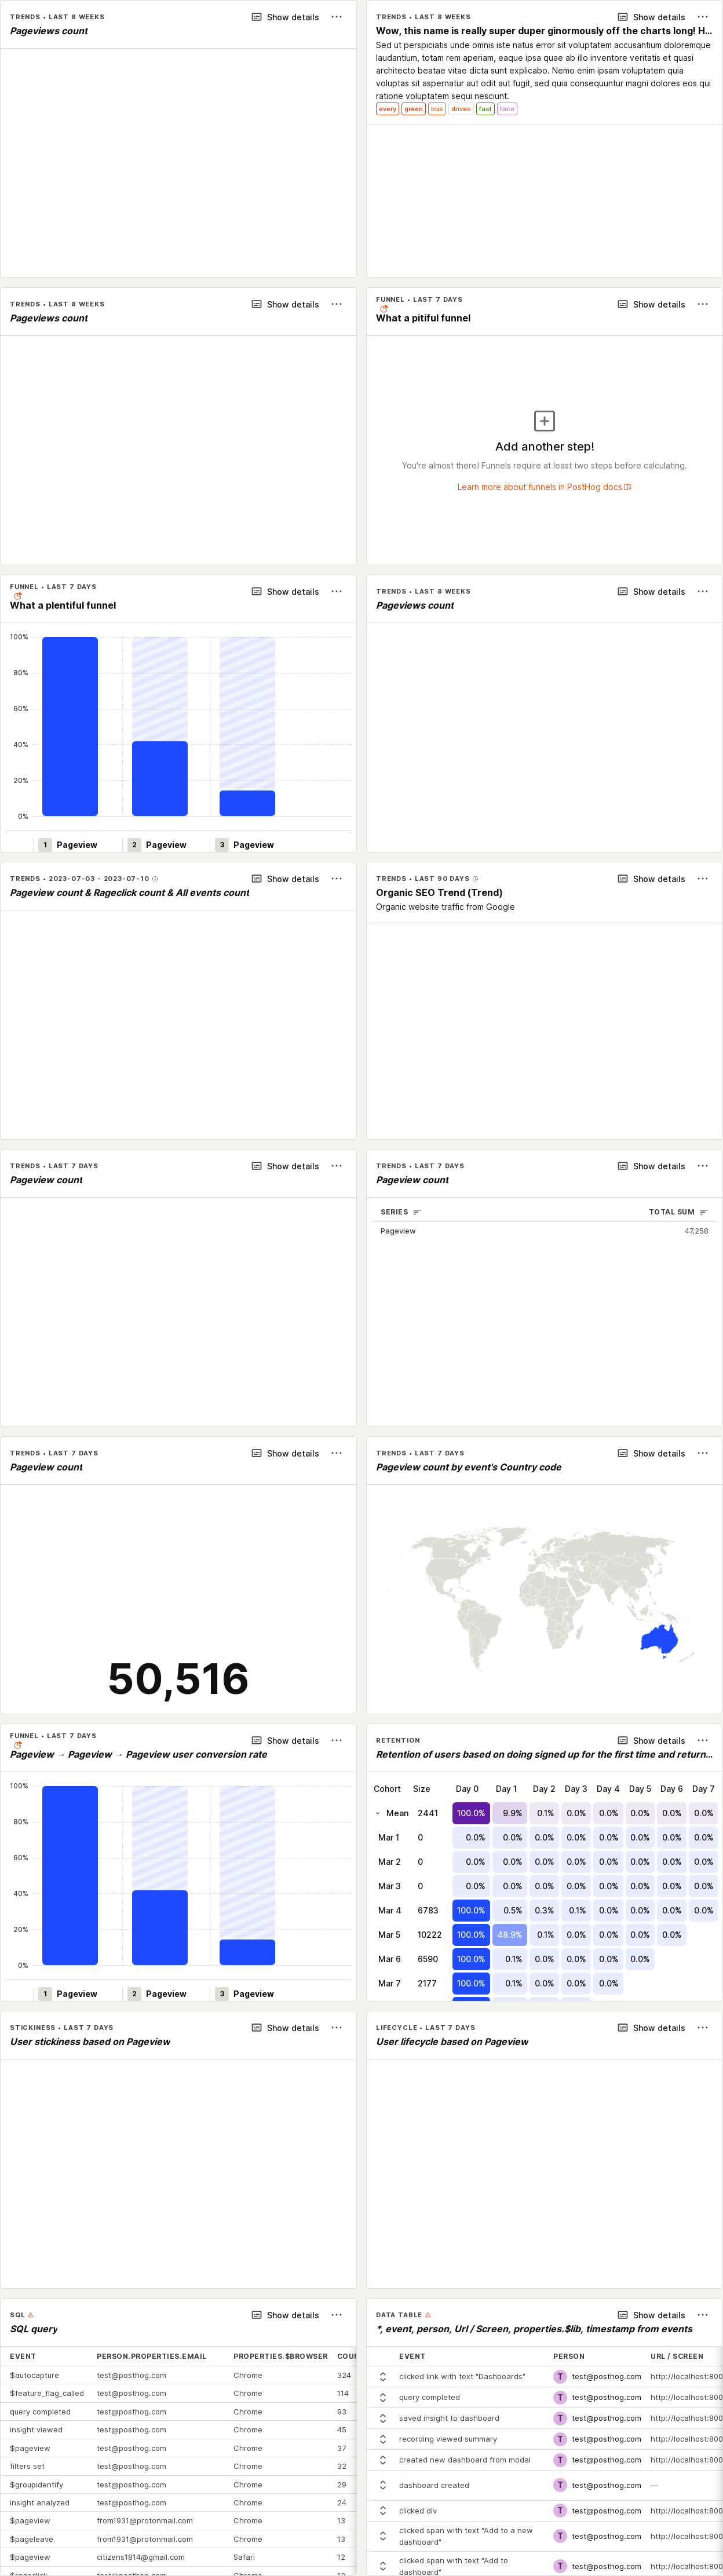 TRENDS • LAST 8 WEEKS
Show details
Pageviews count
TRENDS • LAST 8 WEEKS
Show details
Wow, this name is really super duper ginormously off the charts long! H...
Sed ut perspiciatis unde omnis iste natus error sit voluptatem accusantium doloremque
laudantium, totam rem aperiam, eaque ipsa quae ab illo inventore veritatis et quasi
architecto beatae vitae dicta sunt explicabo. Nemo enim ipsam voluptatem quia
voluptas sit aspernatur aut odit aut fugit, sed quia consequuntur magni dolores eos qui
ratione voluptatem sequi nesciunt.
every green bus drives fast face
TRENDS • LAST 8 WEEKS
Show details
Pageviews count
FUNNEL • LAST 7 DAYS
Show details
What a pitiful funnel
Add another step!
You're almost there! Funnels require at least two steps before calculating.
Learn more about funnels in PostHog docs
FUNNEL • LAST 7 DAYS
Show details
What a plentiful funnel
100%
80%
60%
40%
20%
0%
1 Pageview 2 Pageview 3 Pageview
TRENDS • LAST 8 WEEKS
Show details
Pageviews count
TRENDS • 2023-07-03 - 2023-07-10
Show details
Pageview count & Rageclick count & All events count
TRENDS • LAST 90 DAYS
Show details
Organic SEO Trend (Trend)
Organic website traffic from Google
TRENDS • LAST 7 DAYS
Show details
Pageview count
TRENDS • LAST 7 DAYS
Show details
Pageview count
SERIES TOTAL SUM
Pageview 47,258
TRENDS • LAST 7 DAYS
Show details
Pageview count
50,516
TRENDS • LAST 7 DAYS
Show details
Pageview count by event's Country code
FUNNEL • LAST 7 DAYS
Show details
Pageview → Pageview → Pageview user conversion rate
100%
80%
60%
40%
20%
0%
1 Pageview 2 Pageview 3 Pageview
RETENTION
Show details
Retention of users based on doing signed up for the first time and return...
Cohort Size Day 0 Day 1 Day 2 Day 3 Day 4 Day 5 Day 6 Day 7
Mean 2441 100.0% 9.9% 0.1% 0.0% 0.0% 0.0% 0.0% 0.0%
Mar 1 0 0.0% 0.0% 0.0% 0.0% 0.0% 0.0% 0.0% 0.0%
Mar 2 0 0.0% 0.0% 0.0% 0.0% 0.0% 0.0% 0.0% 0.0%
Mar 3 0 0.0% 0.0% 0.0% 0.0% 0.0% 0.0% 0.0% 0.0%
Mar 4 6783 100.0% 0.5% 0.3% 0.1% 0.0% 0.0% 0.0% 0.0%
Mar 5 10222 100.0% 48.9% 0.1% 0.0% 0.0% 0.0% 0.0%
Mar 6 6590 100.0% 0.1% 0.0% 0.0% 0.0% 0.0%
Mar 7 2177 100.0% 0.1% 0.0% 0.0% 0.0%
STICKINESS • LAST 7 DAYS
Show details
User stickiness based on Pageview
LIFECYCLE • LAST 7 DAYS
Show details
User lifecycle based on Pageview
SQL
Show details
SQL query
EVENT PERSON.PROPERTIES.EMAIL PROPERTIES.$BROWSER COUN
$autocapture test@posthog.com Chrome 324
$feature_flag_called test@posthog.com Chrome 114
query completed test@posthog.com Chrome 93
insight viewed test@posthog.com Chrome 45
$pageview test@posthog.com Chrome 37
filters set test@posthog.com Chrome 32
$groupidentify test@posthog.com Chrome 29
insight analyzed test@posthog.com Chrome 24
$pageview from1931@protonmail.com Chrome 13
$pageleave from1931@protonmail.com Chrome 13
$pageview citizens1814@gmail.com Safari 12
DATA TABLE
Show details
*, event, person, Url / Screen, properties.$lib, timestamp from events
EVENT PERSON URL / SCREEN
clicked link with text "Dashboards" T test@posthog.com http://localhost:800
query completed T test@posthog.com http://localhost:800
saved insight to dashboard T test@posthog.com http://localhost:800
recording viewed summary T test@posthog.com http://localhost:800
created new dashboard from modal T test@posthog.com http://localhost:800
dashboard created T test@posthog.com —
clicked div T test@posthog.com http://localhost:800
clicked span with text "Add to a new
dashboard" T test@posthog.com http://localhost:800
clicked span with text "Add to
dashboard" T test@posthog.com http://localhost:800